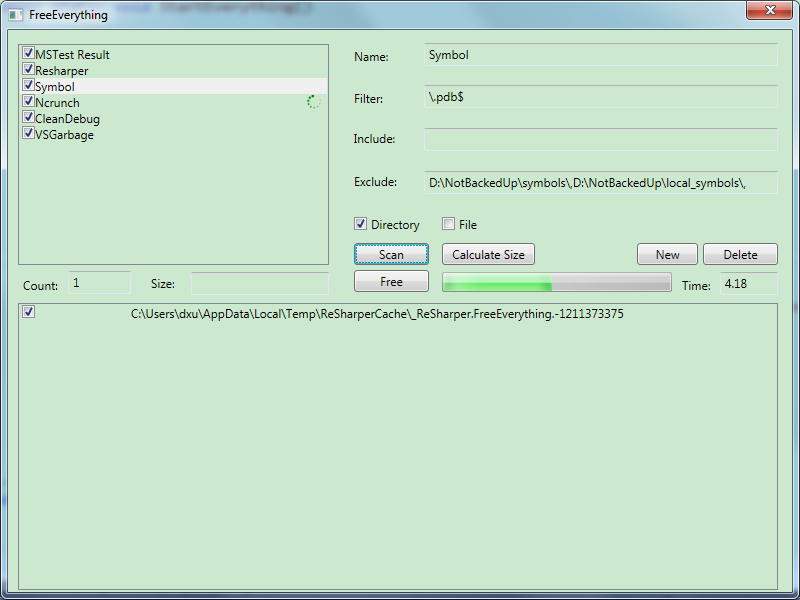 FreeEverything
MSTest Result
Resharper
Symbol
Ncrunch
CleanDebug
VSGarbage
Name: Symbol
Filter: \.pdb$
Include:
Exclude: D:\NotBackedUp\symbols\,D:\NotBackedUp\local_symbols\,
Directory File
Scan Calculate Size New Delete
Count: 1 Size: Free Time: 4.18
C:\Users\dxu\AppData\Local\Temp\ReSharperCache\_ReSharper.FreeEverything.-1211373375